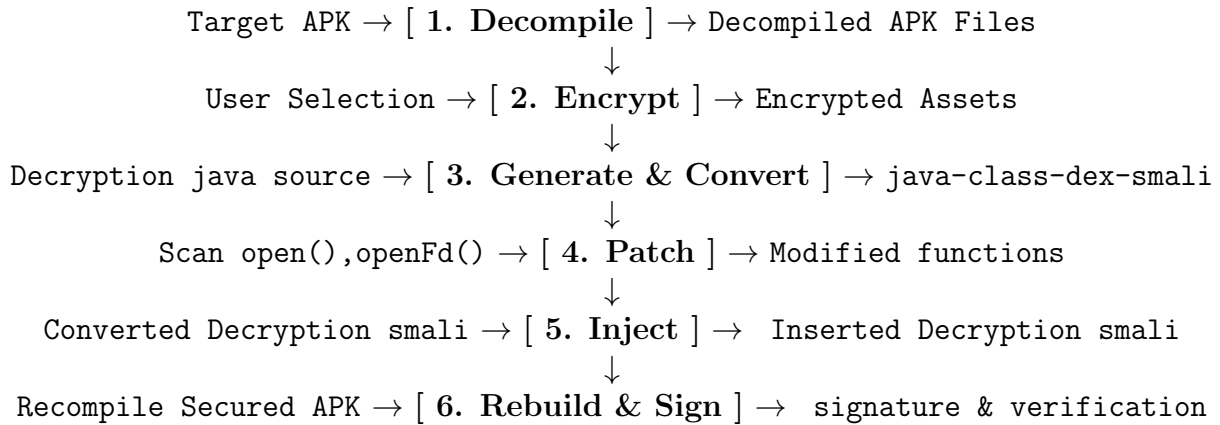 Target APK → [ 1. Decompile ] → Decompiled APK Files
↓
User Selection → [ 2. Encrypt ] → Encrypted Assets
↓
Decryption java source → [ 3. Generate & Convert ] → java-class-dex-smali
↓
Scan open(),openFd() → [ 4. Patch ] → Modified functions
↓
Converted Decryption smali → [ 5. Inject ] → Inserted Decryption smali
↓
Recompile Secured APK → [ 6. Rebuild & Sign ] → signature & verification